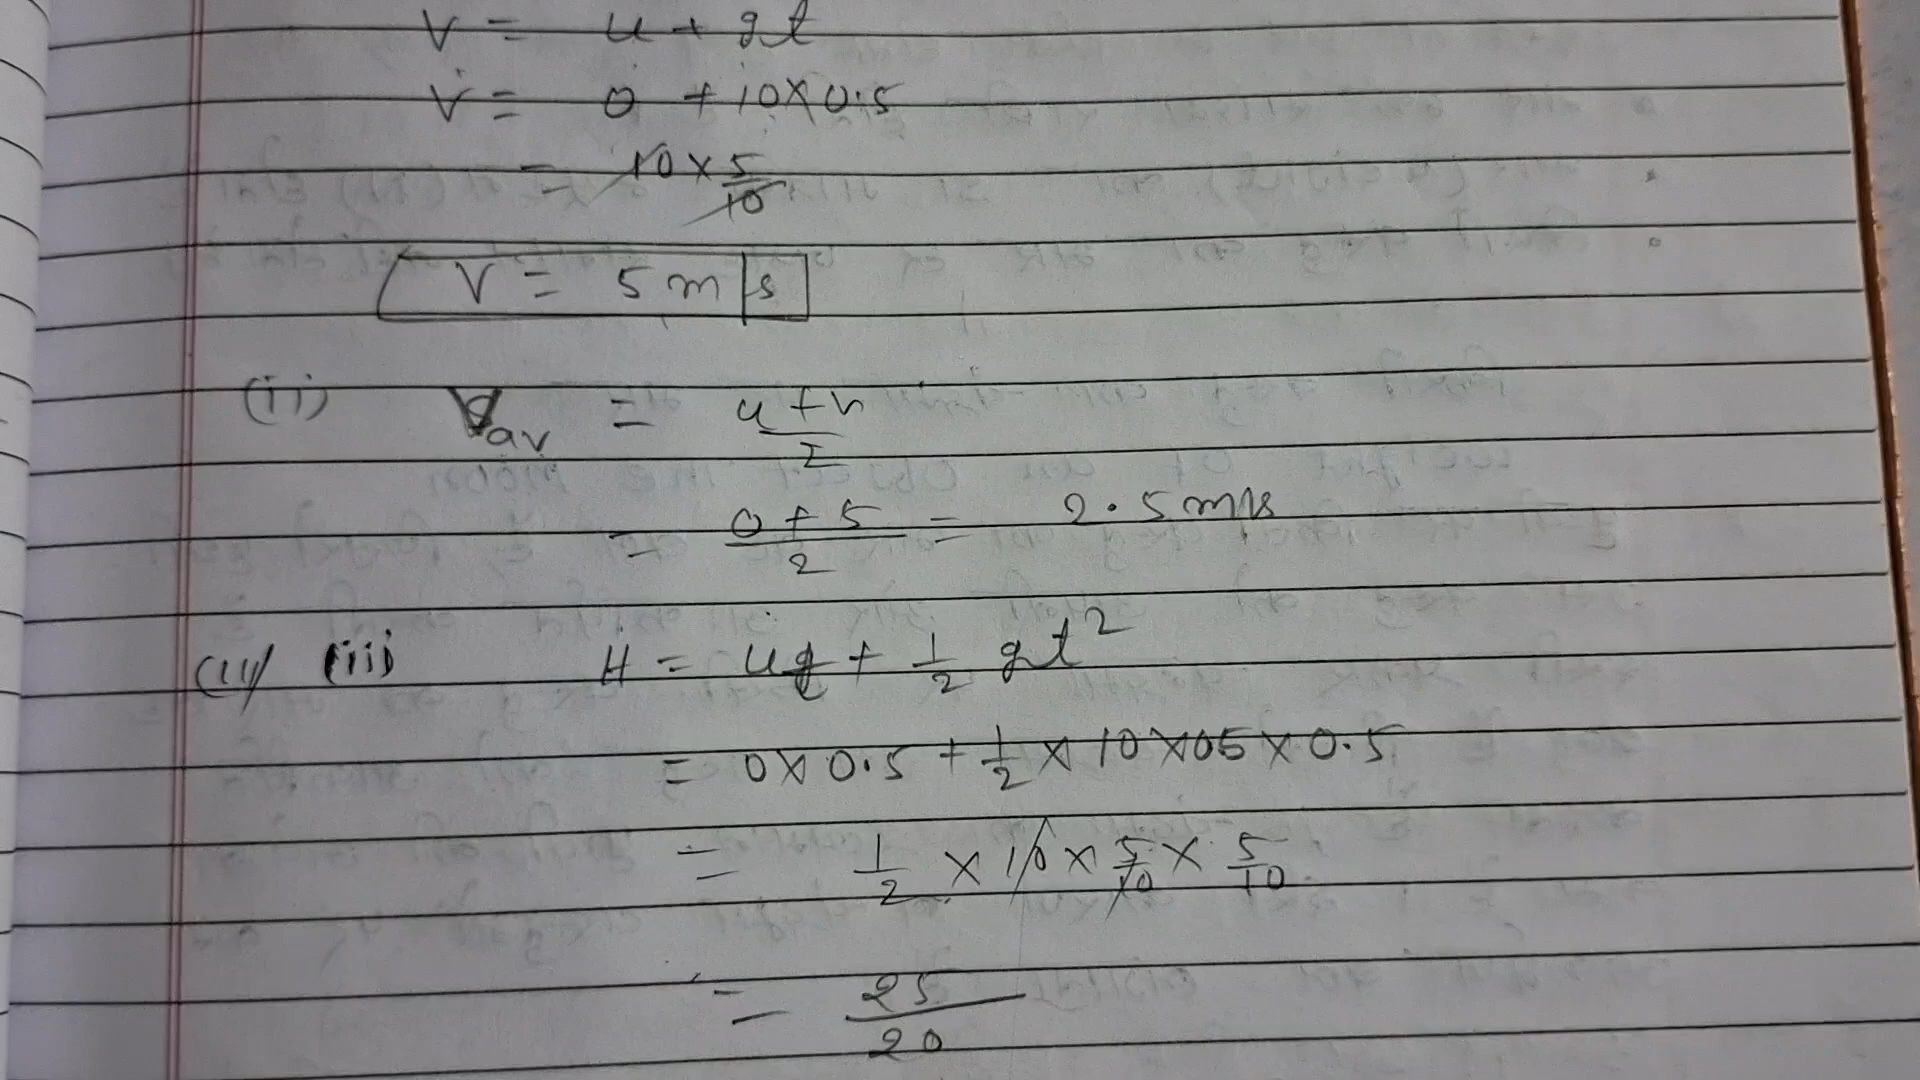 V = u + gt
V = 0 + 10×0.5
= 10 × 5/10
V = 5 m/s
(ii) Vav = u+v/2
= 0+5/2 = 2.5 m/s
(iii) H = ut + 1/2 gt²
= 0×0.5 + 1/2 × 10 ×05 × 0.5
= 1/2 × 10 × 5/10 × 5/10
= 25/20